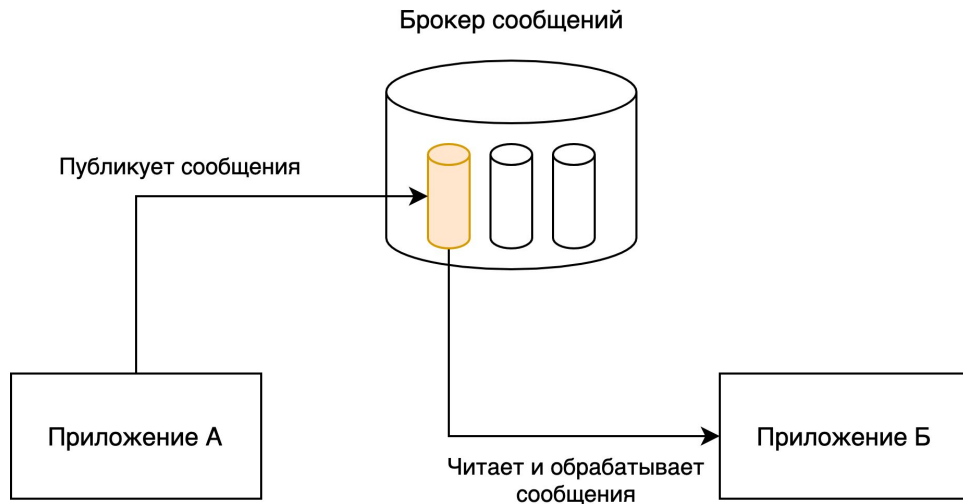 Брокер сообщений
Публикует сообщения
Приложение А
Приложение Б
Читает и обрабатывает
сообщения